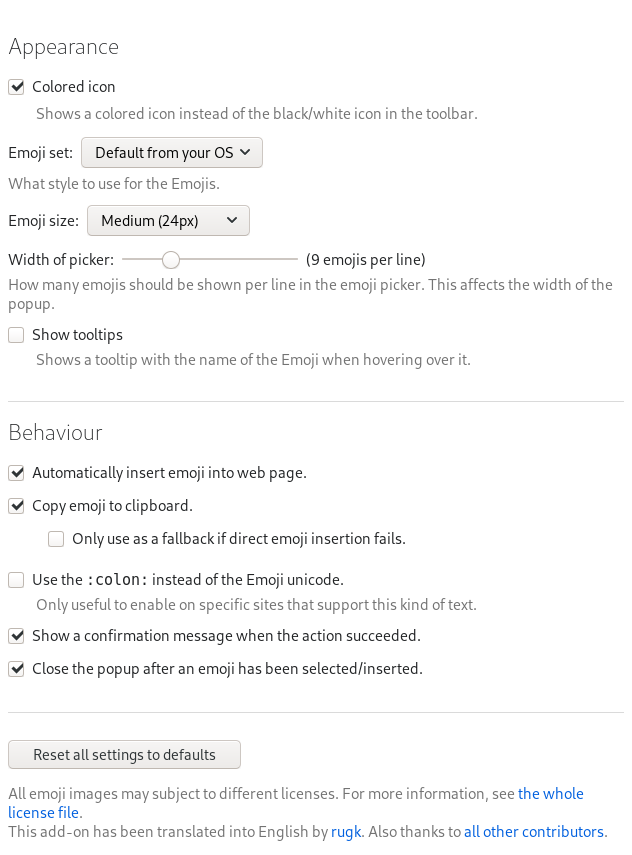 Appearance
Colored icon
Shows a colored icon instead of the black/white icon in the toolbar.
Emoji set: Default from your OS
What style to use for the Emojis.
Emoji size: Medium (24px)
Width of picker: (9 emojis per line)
How many emojis should be shown per line in the emoji picker. This affects the width of the
popup.
Show tooltips
Shows a tooltip with the name of the Emoji when hovering over it.
Behaviour
Automatically insert emoji into web page.
Copy emoji to clipboard.
Only use as a fallback if direct emoji insertion fails.
Use the :colon: instead of the Emoji unicode.
Only useful to enable on specific sites that support this kind of text.
Show a confirmation message when the action succeeded.
Close the popup after an emoji has been selected/inserted.
Reset all settings to defaults
All emoji images may subject to different licenses. For more information, see the whole
license file.
This add-on has been translated into English by rugk. Also thanks to all other contributors.